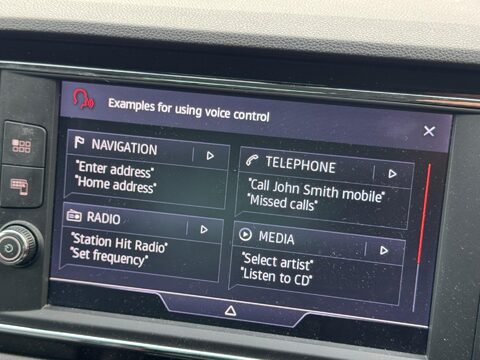 Examples for using voice control
NAVIGATION
"Enter address"
"Home address"
TELEPHONE
"Call John Smith mobile"
"Missed calls"
RADIO
"Station Hit Radio"
"Set frequency"
MEDIA
"Select artist"
"Listen to CD"